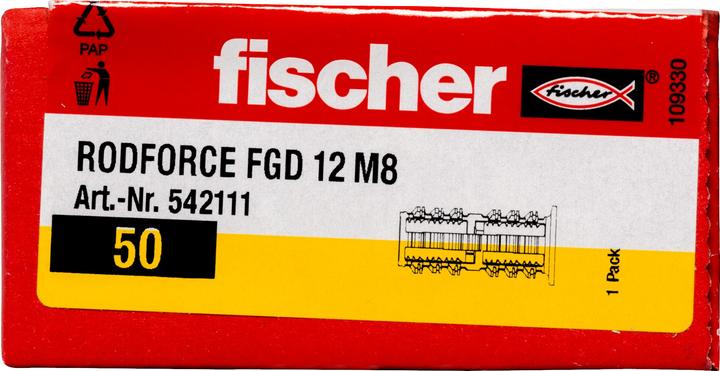 PAP
fischer
fischer ®
109330
RODFORCE FGD 12 M8
Art.-Nr. 542111
50
1 Pack